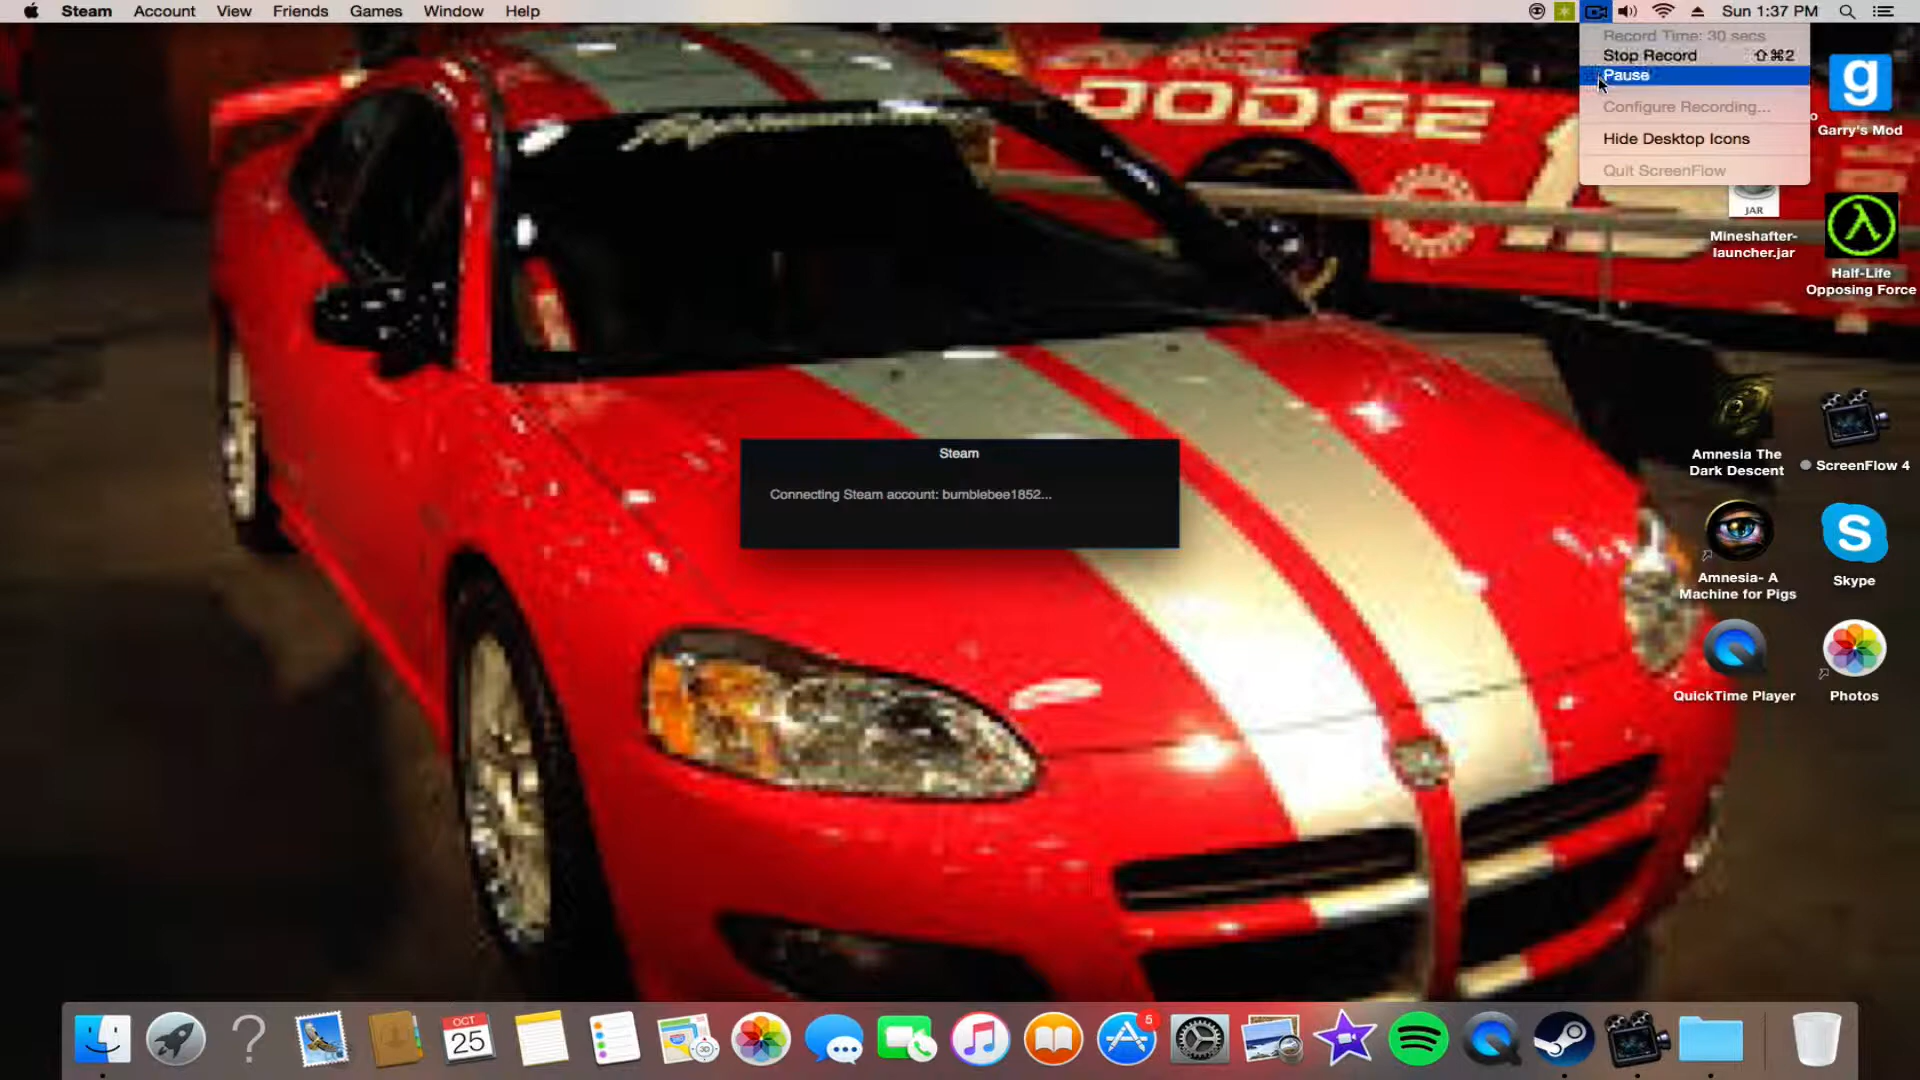 Steam Account View Friends Games Window Help
Sun 1:37 PM
Record Time: 30 secs
Stop Record ⇧⌘2
Pause
Configure Recording...
Hide Desktop Icons
Quit ScreenFlow
DODGE
g
Garry's Mod
JAR
Mineshafter-
launcher.jar
Half-Life
Opposing Force
Steam
Connecting Steam account: bumblebee1852...
Amnesia The
Dark Descent
ScreenFlow 4
Amnesia- A
Machine for Pigs
S
Skype
QuickTime Player
Photos
OCT
25
3D
5